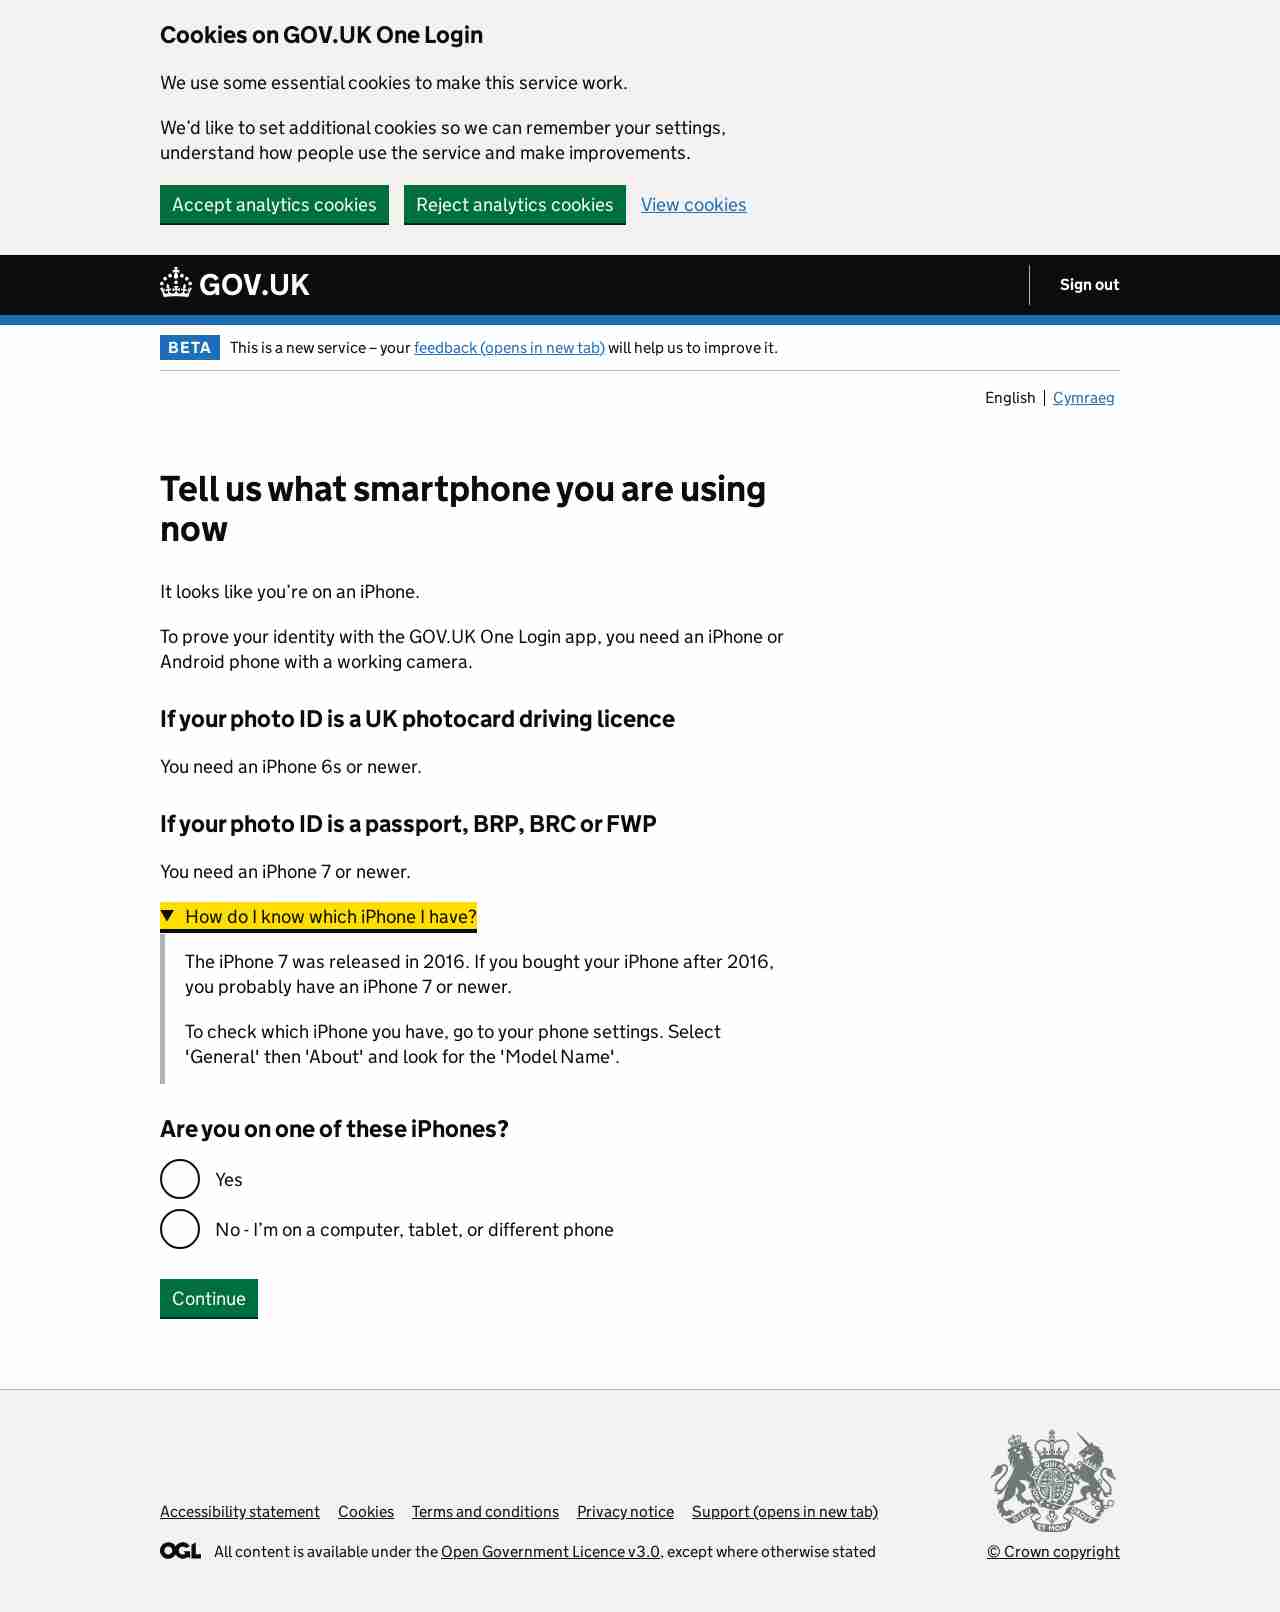 Cookies on GOV.UK One Login
We use some essential cookies to make this service work.
We’d like to set additional cookies so we can remember your settings,
understand how people use the service and make improvements.
Accept analytics cookies
Reject analytics cookies
View cookies
GOV.UK
Sign out
BETA
This is a new service – your feedback (opens in new tab) will help us to improve it.
English
Cymraeg
Tell us what smartphone you are using
now
It looks like you’re on an iPhone.
To prove your identity with the GOV.UK One Login app, you need an iPhone or
Android phone with a working camera.
If your photo ID is a UK photocard driving licence
You need an iPhone 6s or newer.
If your photo ID is a passport, BRP, BRC or FWP
You need an iPhone 7 or newer.
How do I know which iPhone I have?
The iPhone 7 was released in 2016. If you bought your iPhone after 2016,
you probably have an iPhone 7 or newer.
To check which iPhone you have, go to your phone settings. Select
'General' then 'About' and look for the 'Model Name'.
Are you on one of these iPhones?
Yes
No - I’m on a computer, tablet, or different phone
Continue
Accessibility statement
Cookies
Terms and conditions
Privacy notice
Support (opens in new tab)
OGL
All content is available under the Open Government Licence v3.0, except where otherwise stated
© Crown copyright